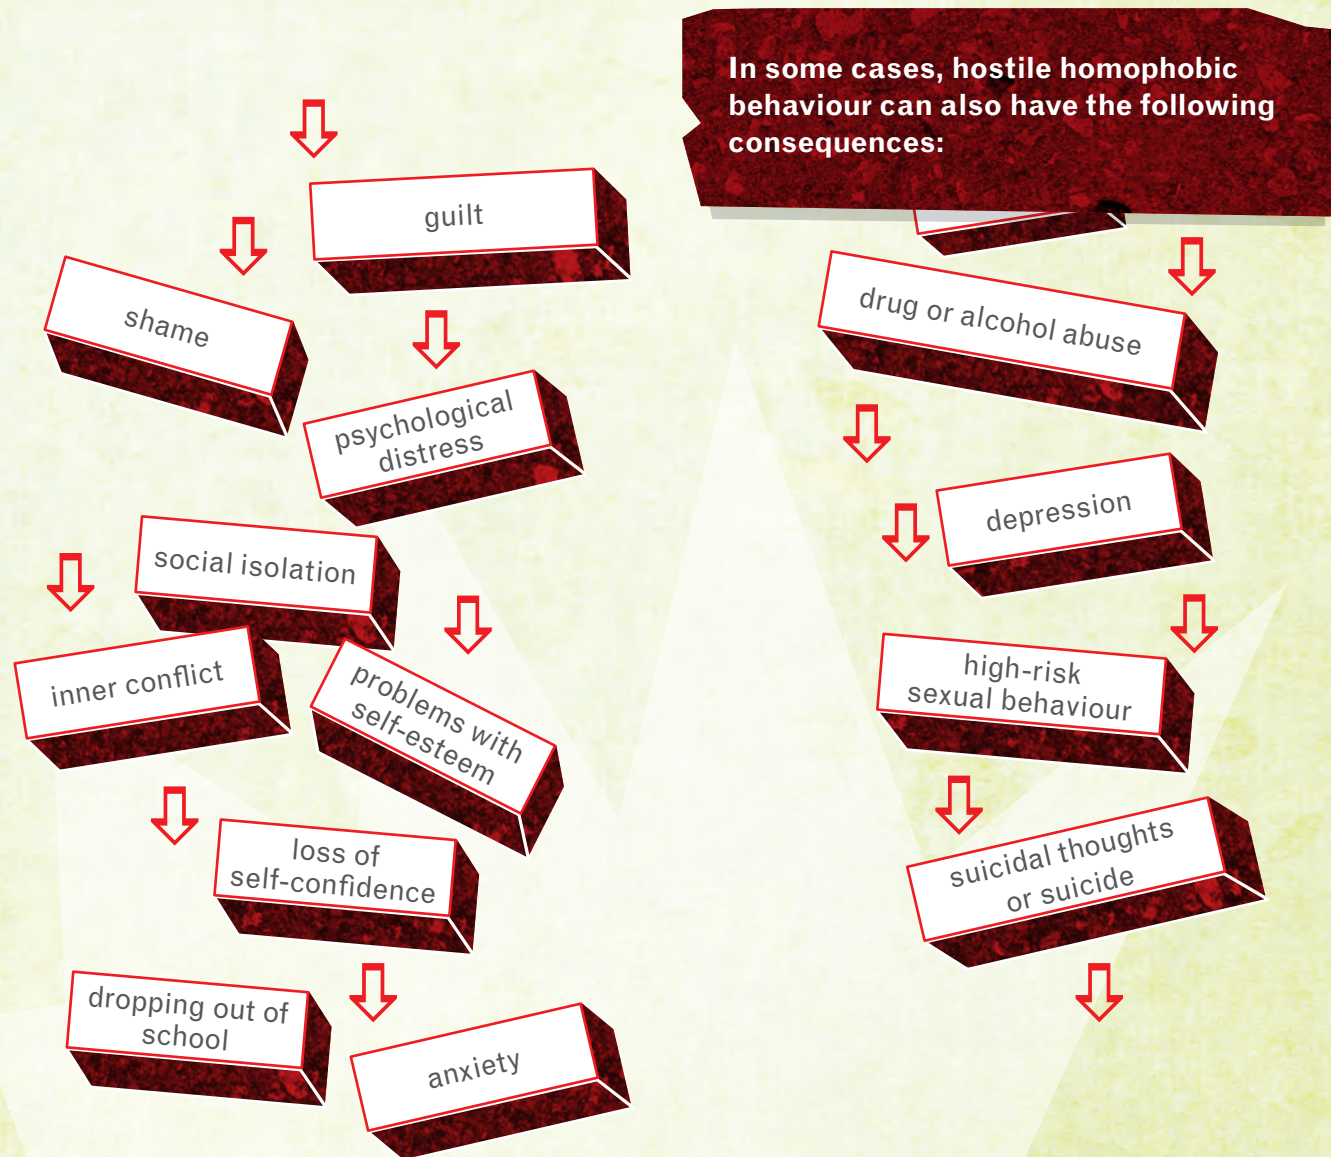 guilt
shame
psychological
distress
social isolation
inner conflict
problems with
self-esteem
loss of
self-confidence
dropping out of
school
anxiety
In some cases, hostile homophobic
behaviour can also have the following
consequences:
drug or alcohol abuse
depression
high-risk
sexual behaviour
suicidal thoughts
or suicide